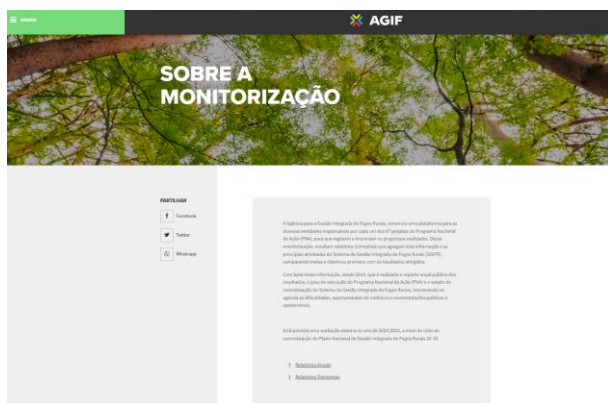 menu
AGIF
SOBRE A
MONITORIZAÇÃO
PARTILHAR
Facebook
Twitter
Whatsapp
A Agência para a Gestão Integrada de Fogos Rurais, construiu uma plataforma para as
diversas entidades responsáveis por cada um dos 97 projetos do Programa Nacional
de Ação (PNA), para que registem e inscrevam os progressos realizados. Dessa
monitorização, resultam relatórios trimestrais que agregam esta informação e as
principais atividades do Sistema de Gestão Integrada de Fogos Rurais (SGIFR),
comparando metas e objetivos previstos com os resultados atingidos.
Com base nesta informação, desde 2018, que é realizado o reporte anual público dos
resultados, o grau de execução do Programa Nacional de Ação (PNA) e o estado de
concretização do Sistema de Gestão Integrada de Fogos Rurais, inscrevendo na
agenda as dificuldades, oportunidades de melhoria e recomendações políticas e
operacionais.
Está prevista uma avaliação externa no ano de 2024/2025, a meio do ciclo de
concretização do Plano Nacional de Gestão Integrada de Fogos Rurais 20-30.
Relatórios Anuais
Relatórios Trimestrais